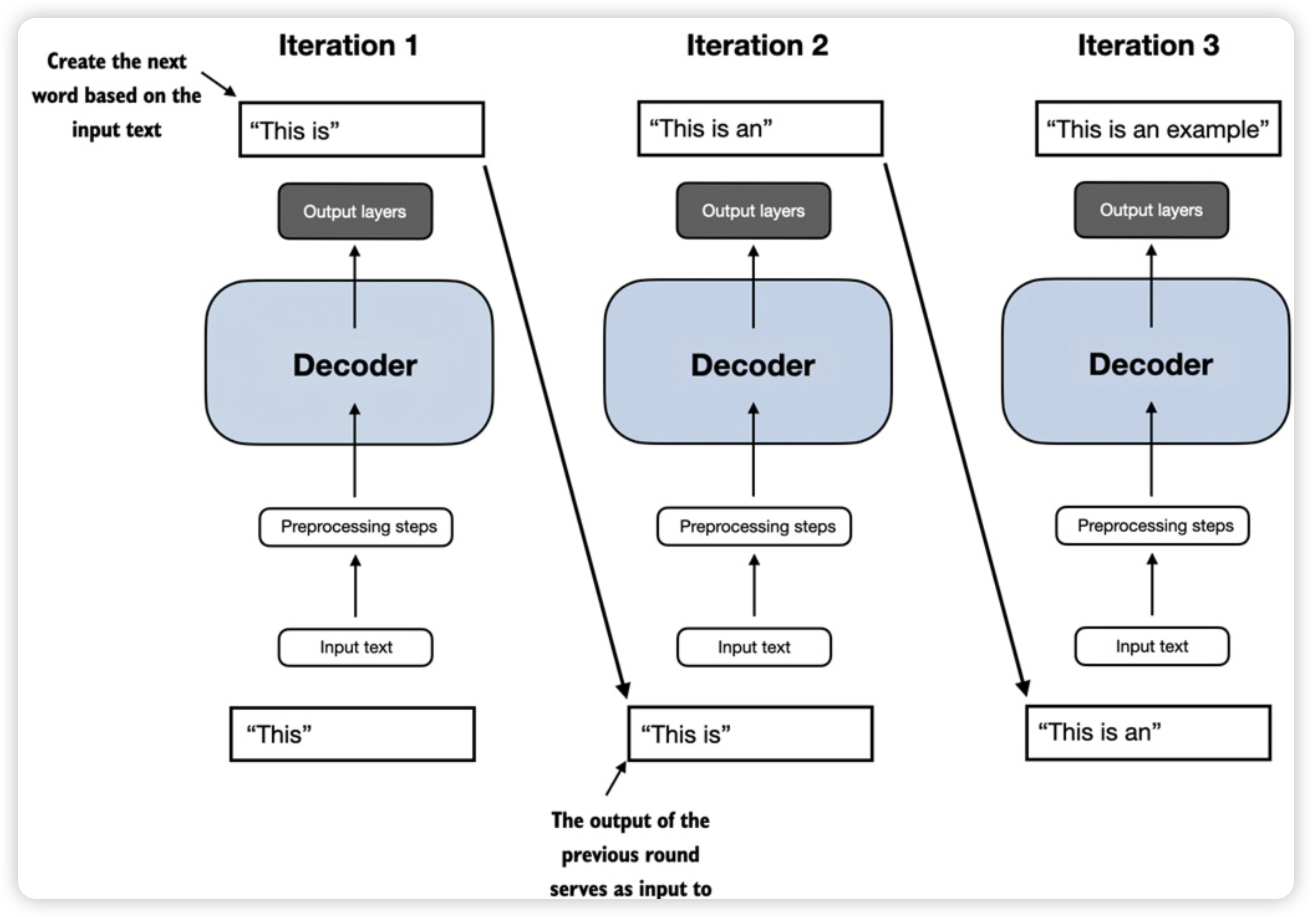 Iteration 1
Iteration 2
Iteration 3
Create the next
word based on the
input text
“This is”
“This is an”
“This is an example”
Output layers
Output layers
Output layers
Decoder
Decoder
Decoder
Preprocessing steps
Preprocessing steps
Preprocessing steps
Input text
Input text
Input text
“This”
“This is”
“This is an”
The output of the
previous round
serves as input to